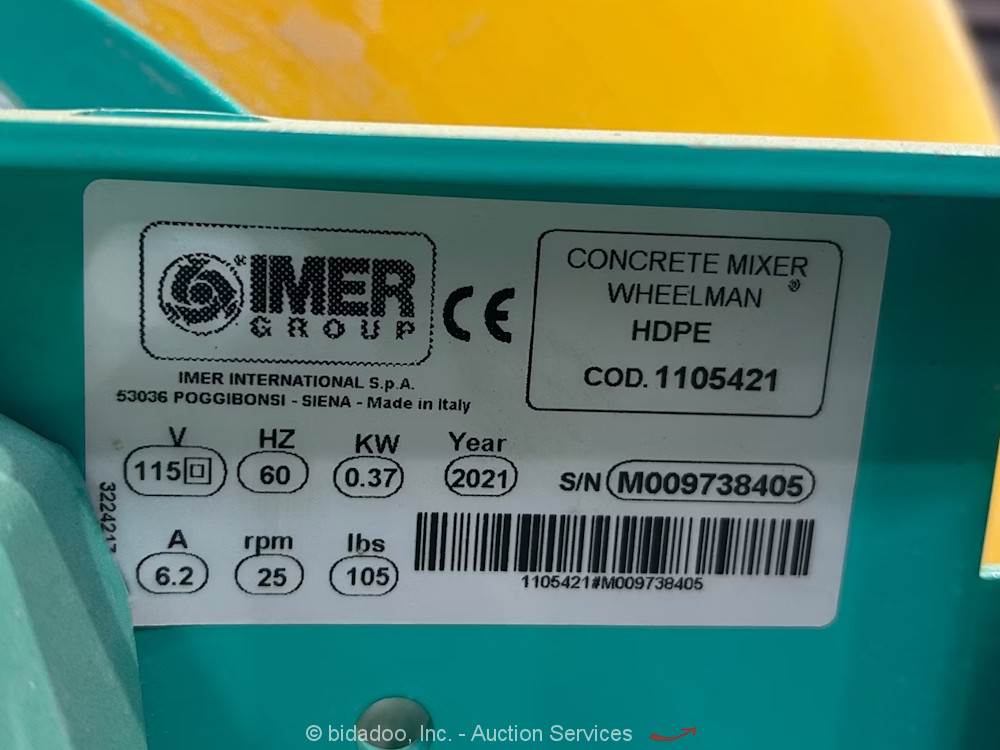 IMER®
GROUP
CE
IMER INTERNATIONAL S.p.A.
53036 POGGIBONSI - SIENA - Made in Italy
CONCRETE MIXER
WHEELMAN ®
HDPE
COD. 1105421
V HZ KW Year
115 60 0.37 2021 S/N M009738405
A rpm lbs
6.2 25 105
1105421#M009738405
© bidadoo, Inc. - Auction Services